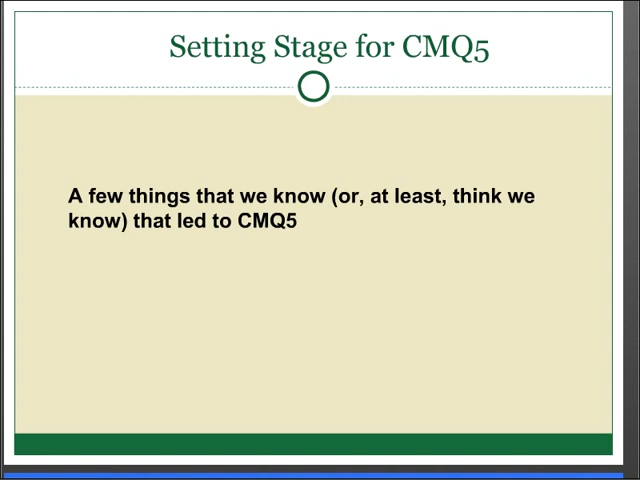 Setting Stage for CMQ5
A few things that we know (or, at least, think we
know) that led to CMQ5